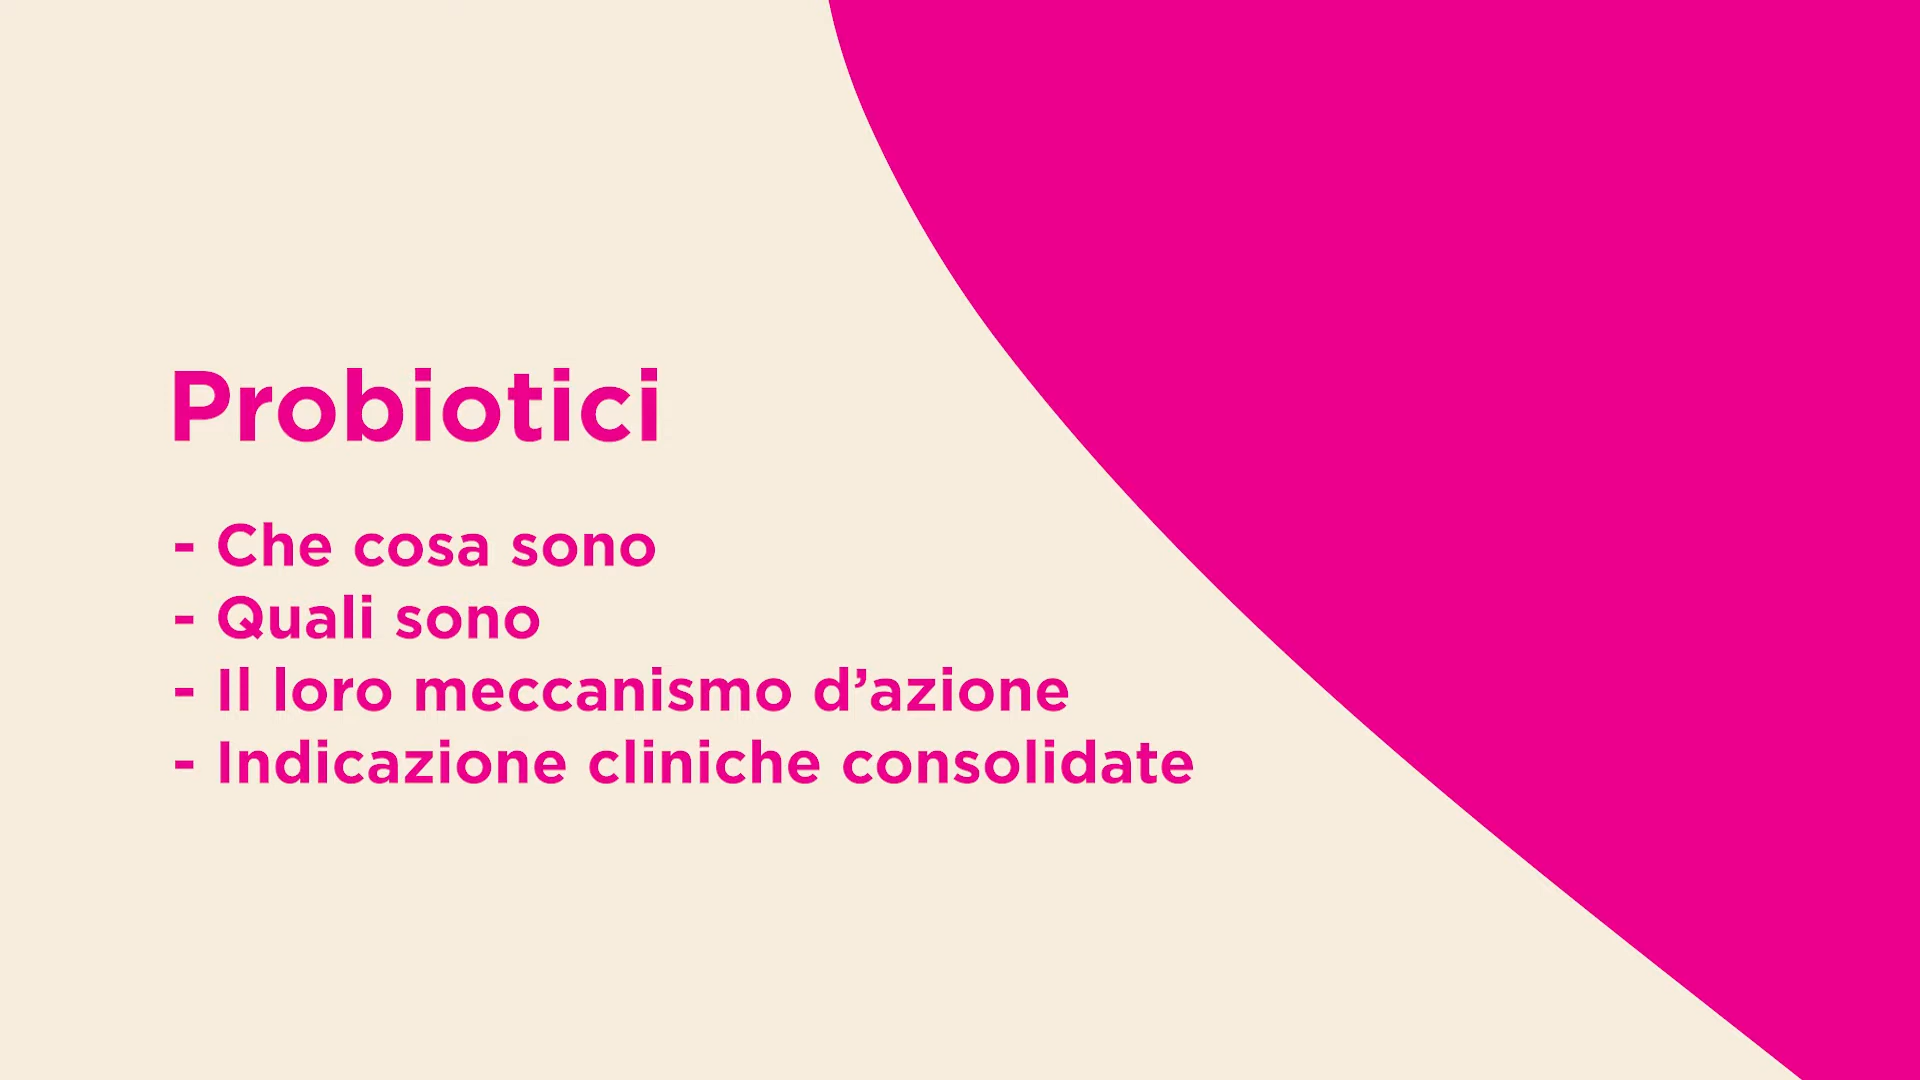 Probiotici
- Che cosa sono
- Quali sono
- Il loro meccanismo d’azione
- Indicazione cliniche consolidate